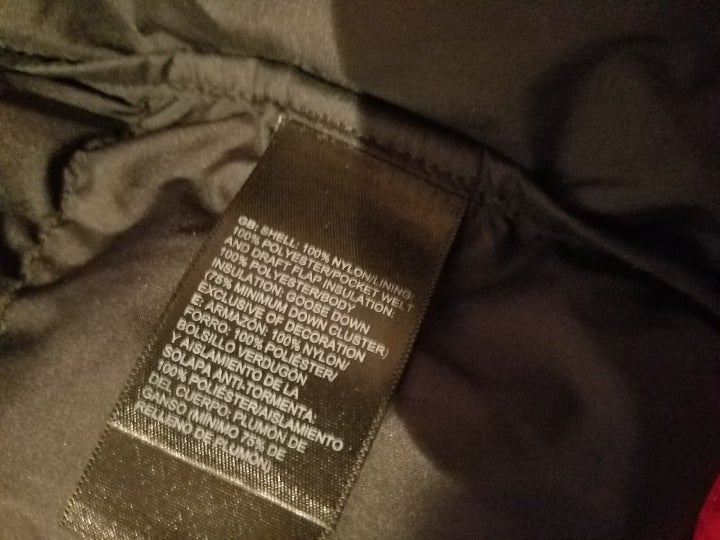 GB: SHELL: 100% NYLON/LINING:
100% POLYESTER/POCKET WELT
AND DRAFT FLAP INSULATION:
100% POLYESTER/BODY
INSULATION: GOOSE DOWN
(75% MINIMUM DOWN CLUSTER)
EXCLUSIVE OF DECORATION
E: ARMAZÓN: 100% NYLON/
FORRO: 100% POLIÉSTER/
BOLSILLO VERDUGÓN
Y AISLAMIENTO DE LA
SOLAPA ANTI-TORMENTA:
100% POLIÉSTER/AISLAMIENTO
DEL CUERPO: PLUMÓN DE
GANSO (MÍNIMO 75% DE
RELLENO DE PLUMÓN)